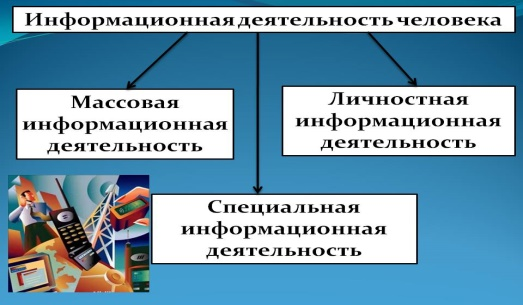 Информационная деятельность человека
Массовая
информационная
деятельность
Личностная
информационная
деятельность
Специальная
информационная
деятельность